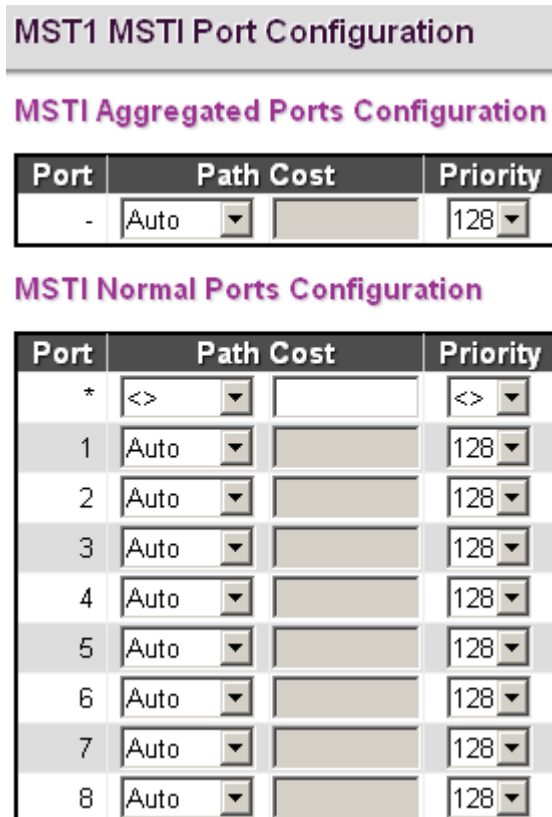 MST1 MSTI Port Configuration
MSTI Aggregated Ports Configuration
Port Path Cost Priority
- Auto 128
MSTI Normal Ports Configuration
Port Path Cost Priority
* <> <>
1 Auto 128
2 Auto 128
3 Auto 128
4 Auto 128
5 Auto 128
6 Auto 128
7 Auto 128
8 Auto 128